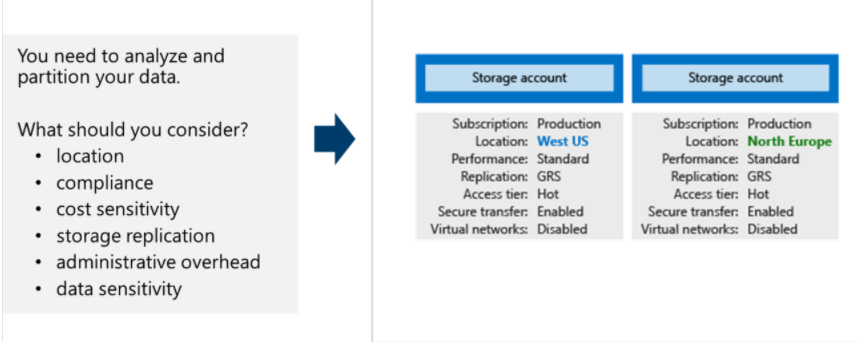 You need to analyze and
partition your data.
What should you consider?
• location
• compliance
• cost sensitivity
• storage replication
• administrative overhead
• data sensitivity
Storage account
Subscription: Production
Location: West US
Performance: Standard
Replication: GRS
Access tier: Hot
Secure transfer: Enabled
Virtual networks: Disabled
Storage account
Subscription: Production
Location: North Europe
Performance: Standard
Replication: GRS
Access tier: Hot
Secure transfer: Enabled
Virtual networks: Disabled